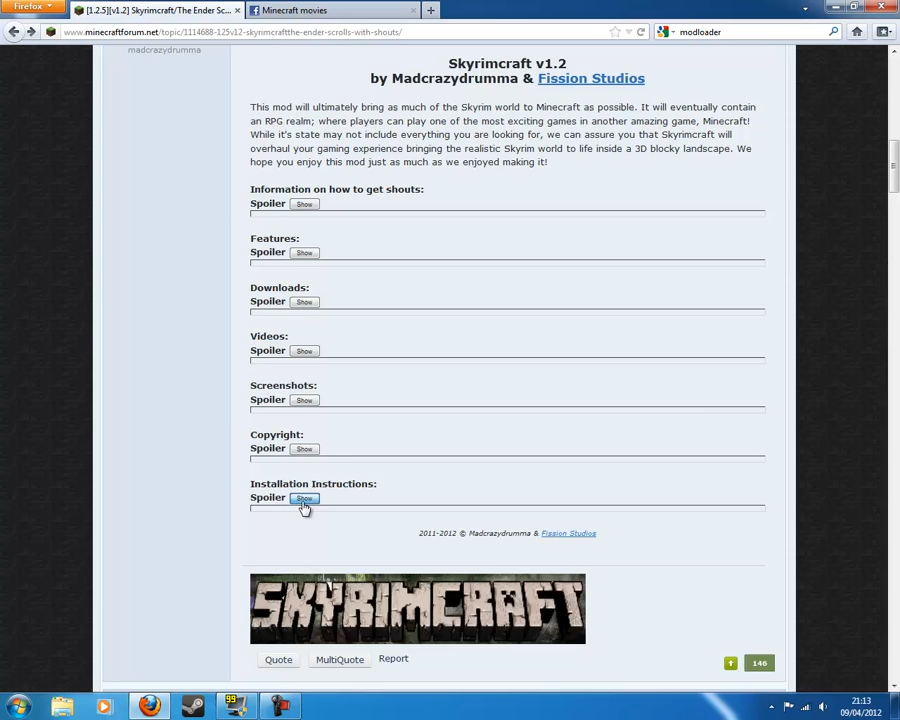 Firefox
[1.2.5][v1.2] Skyrimcraft/The Ender Sc...
Minecraft movies
www.minecraftforum.net/topic/1114688-125v12-skyrimcraftthe-ender-scrolls-with-shouts/
modloader
madcrazydrumma
Skyrimcraft v1.2
by Madcrazydrumma & Fission Studios
This mod will ultimately bring as much of the Skyrim world to Minecraft as possible. It will eventually contain
an RPG realm; where players can play one of the most exciting games in another amazing game, Minecraft!
While it's state may not include everything you are looking for, we can assure you that Skyrimcraft will
overhaul your gaming experience bringing the realistic Skyrim world to life inside a 3D blocky landscape. We
hope you enjoy this mod just as much as we enjoyed making it!
Information on how to get shouts:
Spoiler Show
Features:
Spoiler Show
Downloads:
Spoiler Show
Videos:
Spoiler Show
Screenshots:
Spoiler Show
Copyright:
Spoiler Show
Installation Instructions:
Spoiler Show
2011-2012 © Madcrazydrumma & Fission Studios
SKYRIMCRAFT
Quote
MultiQuote
Report
146
99
21:13
09/04/2012